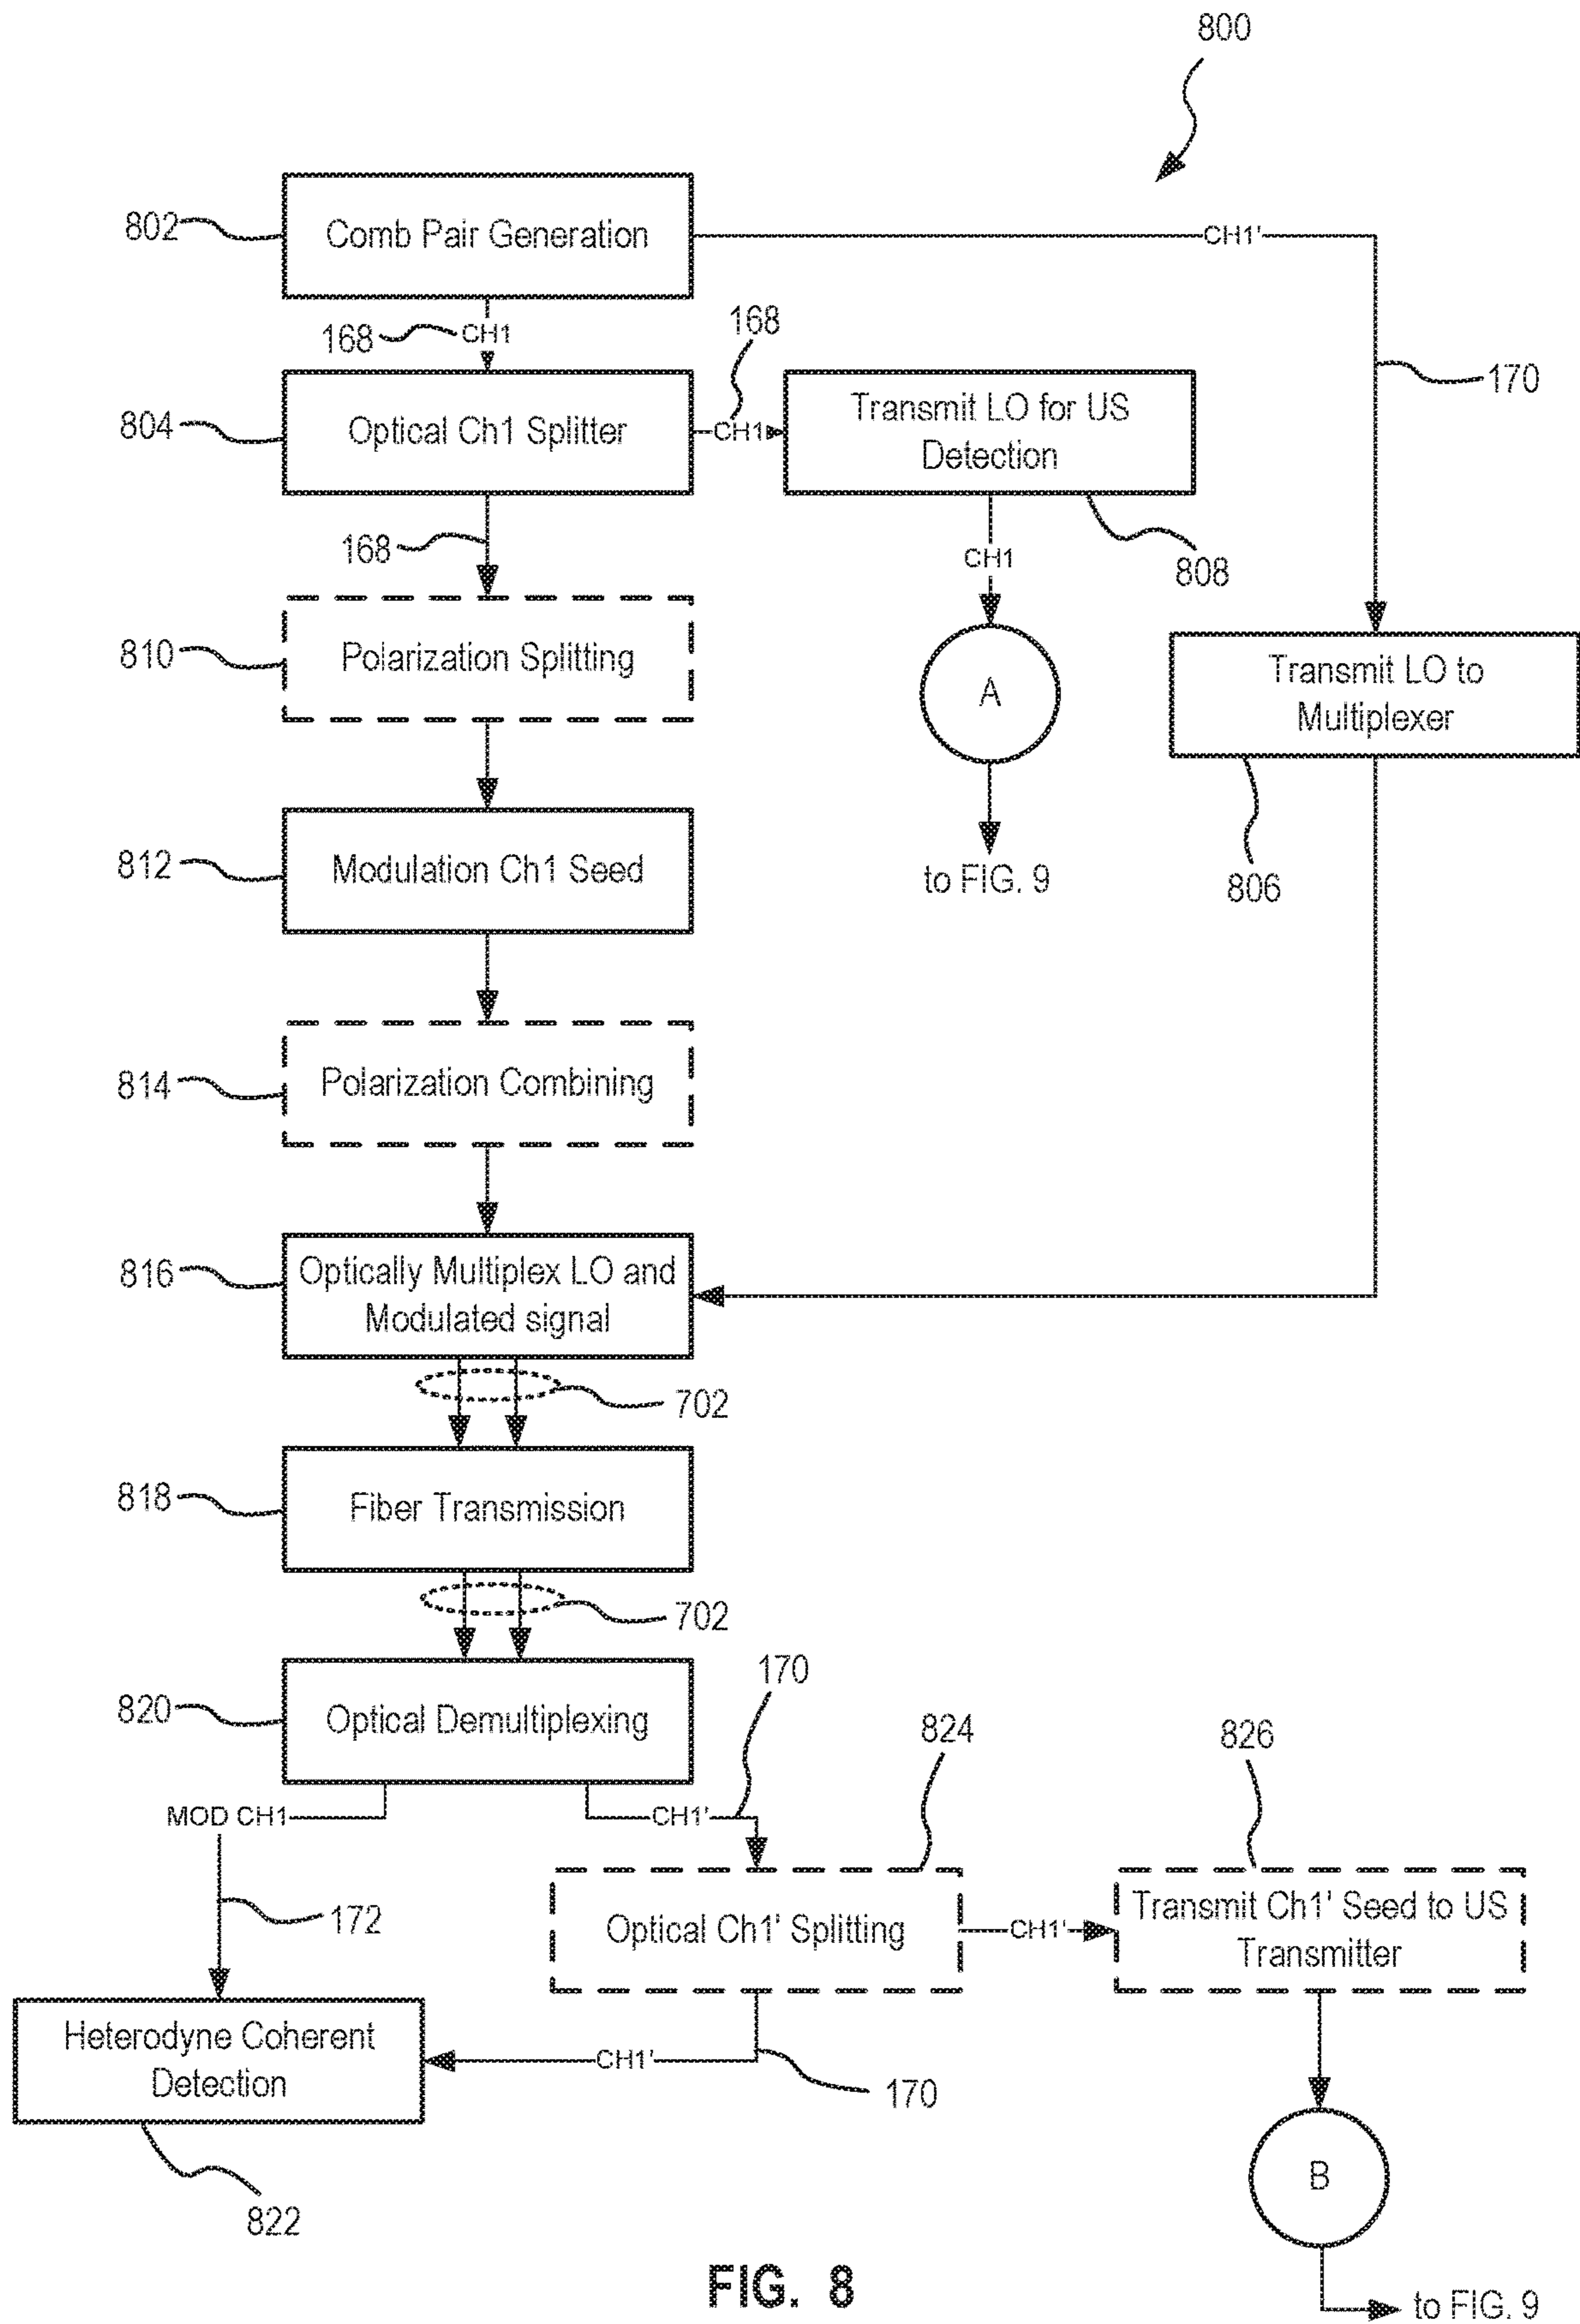 800
802
Comb Pair Generation
CH1'
168
CH1
168
170
804
Optical Ch1 Splitter
CH1
Transmit LO for US
Detection
168
CH1
808
810
Polarization Splitting
A
Transmit LO to
Multiplexer
812
Modulation Ch1 Seed
to FIG. 9
806
814
Polarization Combining
816
Optically Multiplex LO and
Modulated signal
702
818
Fiber Transmission
702
820
Optical Demultiplexing
170
824
826
MOD CH1
CH1'
172
Optical Ch1' Splitting
CH1'
Transmit Ch1' Seed to US
Transmitter
Heterodyne Coherent
Detection
CH1'
170
822
B
FIG. 8
to FIG. 9